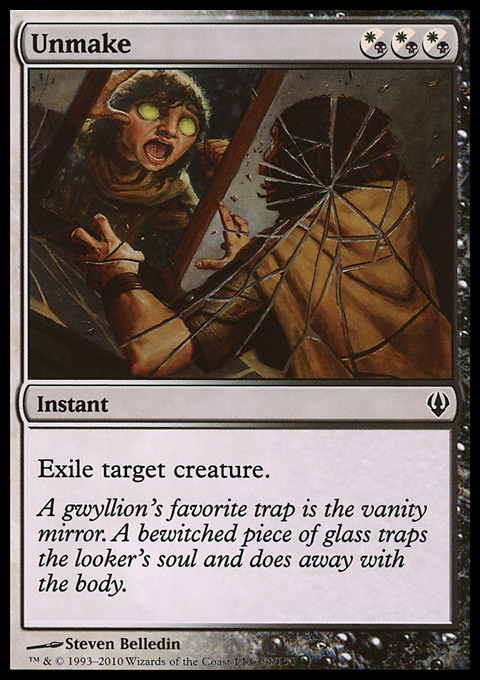 Unmake
Instant
Exile target creature.
A gwyllion's favorite trap is the vanity
mirror. A bewitched piece of glass traps
the looker's soul and does away with
the body.
Steven Belledin
™ & © 1993–2010 Wizards of the Coast LLC